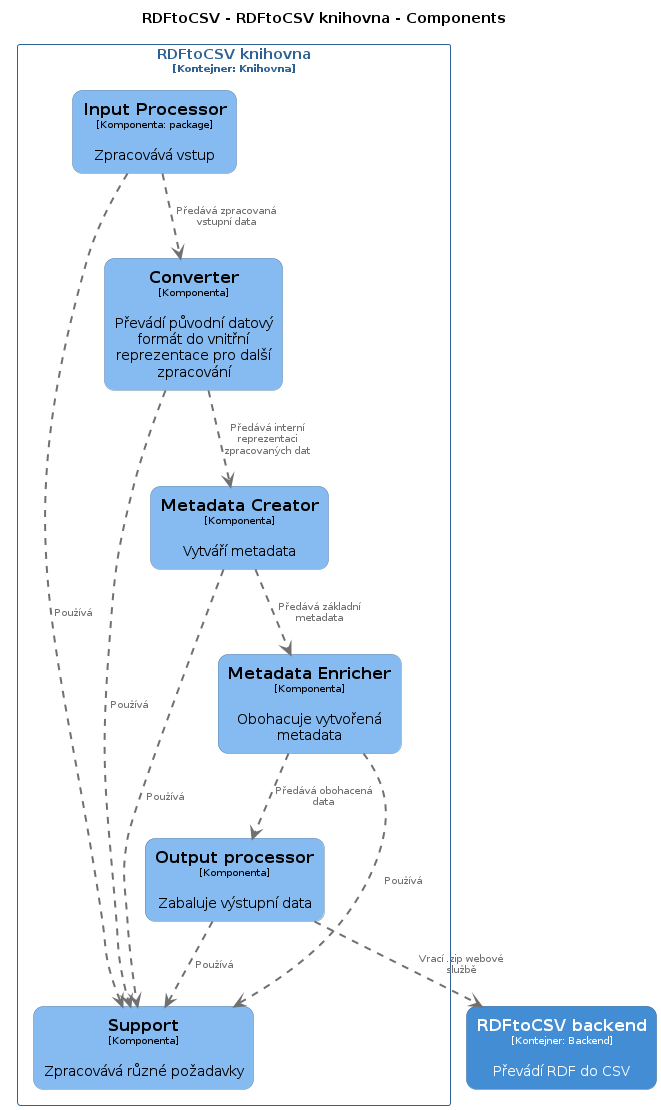 RDFtoCSV - RDFtoCSV knihovna - Components
RDFtoCSV knihovna
[Kontejner: Knihovna]
Input Processor
[Komponenta: package]
Zpracovává vstup
Předává zpracovaná
vstupní data
Converter
[Komponenta]
Převádí původní datový
formát do vnitřní
reprezentace pro další
zpracování
Předává interní
reprezentaci
zpracovaných dat
Metadata Creator
[Komponenta]
Vytváří metadata
Předává základní
metadata
Používá
Metadata Enricher
[Komponenta]
Obohacuje vytvořená
metadata
Používá
Předává obohacená
data
Používá
Output processor
[Komponenta]
Zabaluje výstupní data
Používá
Používá
Vrací .zip webové
službě
Support
[Komponenta]
Zpracovává různé požadavky
RDFtoCSV backend
[Kontejner: Backend]
Převádí RDF do CSV